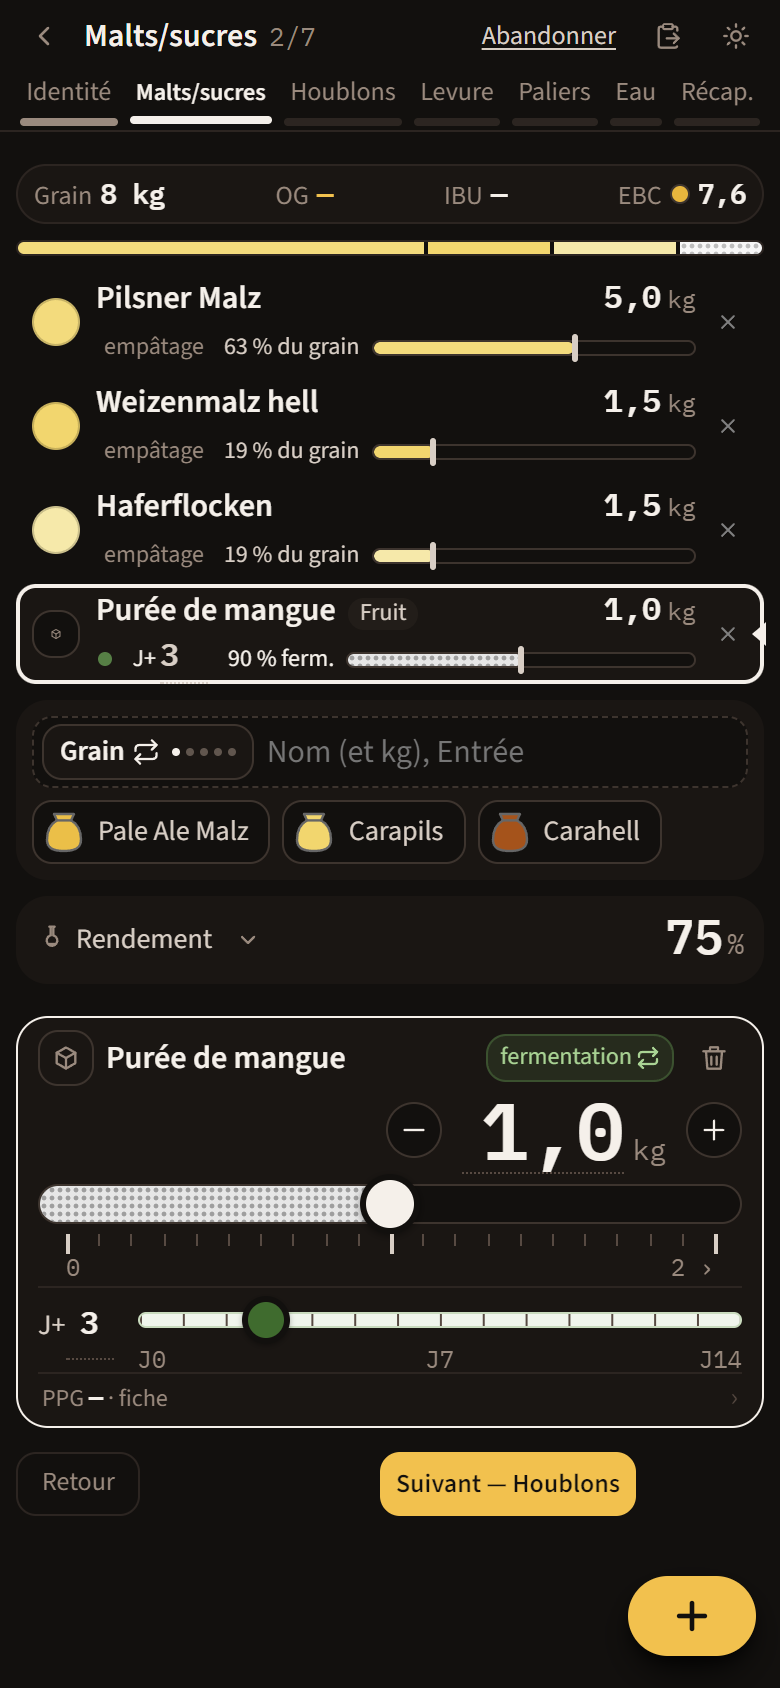 Malts/sucres 2/7 Abandonner
Identité Malts/sucres Houblons Levure Paliers Eau Récap.
Grain 8 kg OG — IBU — EBC 7,6
Pilsner Malz 5,0 kg
empâtage 63 % du grain
Weizenmalz hell 1,5 kg
empâtage 19 % du grain
Haferflocken 1,5 kg
empâtage 19 % du grain
Purée de mangue Fruit 1,0 kg
J+ 3 90 % ferm.
Grain Nom (et kg), Entrée
Pale Ale Malz Carapils Carahell
Rendement 75 %
Purée de mangue fermentation
1,0 kg
0 2 ›
J+ 3
J0 J7 J14
PPG — · fiche ›
Retour Suivant — Houblons